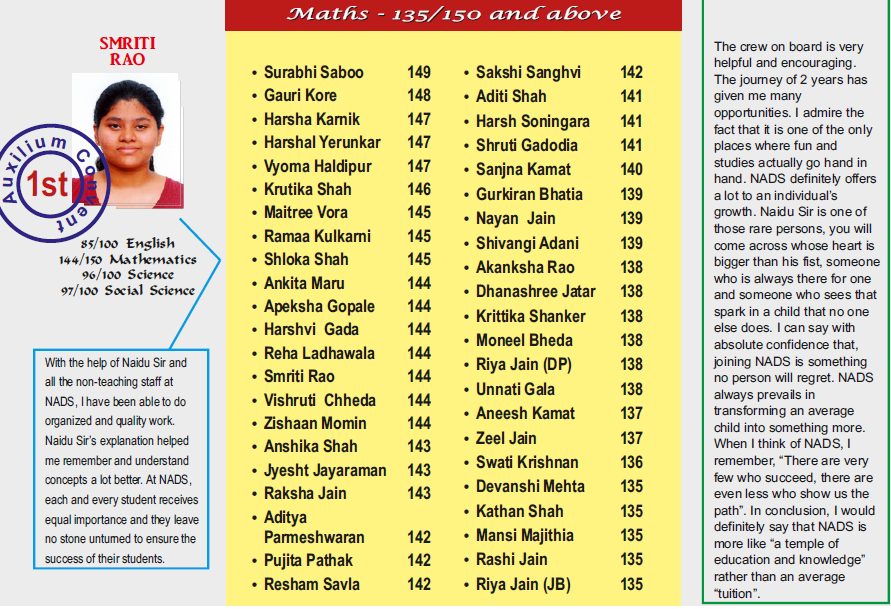 SMRITI
RAO
Auxilium Convent
1st
85/100 English
144/150 Mathematics
96/100 Science
97/100 Social Science
With the help of Naidu Sir and
all the non-teaching staff at
NADS, I have been able to do
organized and quality work.
Naidu Sir's explanation helped
me remember and understand
concepts a lot better. At NADS,
each and every student receives
equal importance and they leave
no stone unturned to ensure the
success of their students.
Maths - 135/150 and above
• Surabhi Saboo 149
• Gauri Kore 148
• Harsha Karnik 147
• Harshal Yerunkar 147
• Vyoma Haldipur 147
• Krutika Shah 146
• Maitree Vora 145
• Ramaa Kulkarni 145
• Shloka Shah 145
• Ankita Maru 144
• Apeksha Gopale 144
• Harshvi Gada 144
• Reha Ladhawala 144
• Smriti Rao 144
• Vishruti Chheda 144
• Zishaan Momin 144
• Anshika Shah 143
• Jyesht Jayaraman 143
• Raksha Jain 143
• Aditya
Parmeshwaran 142
• Pujita Pathak 142
• Resham Savla 142
• Sakshi Sanghvi 142
• Aditi Shah 141
• Harsh Soningara 141
• Shruti Gadodia 141
• Sanjna Kamat 140
• Gurkiran Bhatia 139
• Nayan Jain 139
• Shivangi Adani 139
• Akanksha Rao 138
• Dhanashree Jatar 138
• Krittika Shanker 138
• Moneel Bheda 138
• Riya Jain (DP) 138
• Unnati Gala 138
• Aneesh Kamat 137
• Zeel Jain 137
• Swati Krishnan 136
• Devanshi Mehta 135
• Kathan Shah 135
• Mansi Majithia 135
• Rashi Jain 135
• Riya Jain (JB) 135
The crew on board is very
helpful and encouraging.
The journey of 2 years has
given me many
opportunities. I admire the
fact that it is one of the only
places where fun and
studies actually go hand in
hand. NADS definitely offers
a lot to an individual's
growth. Naidu Sir is one of
those rare persons, you will
come across whose heart is
bigger than his fist, someone
who is always there for one
and someone who sees that
spark in a child that no one
else does. I can say with
absolute confidence that,
joining NADS is something
no person will regret. NADS
always prevails in
transforming an average
child into something more.
When I think of NADS, I
remember, "There are very
few who succeed, there are
even less who show us the
path". In conclusion, I would
definitely say that NADS is
more like "a temple of
education and knowledge"
rather than an average
"tuition".